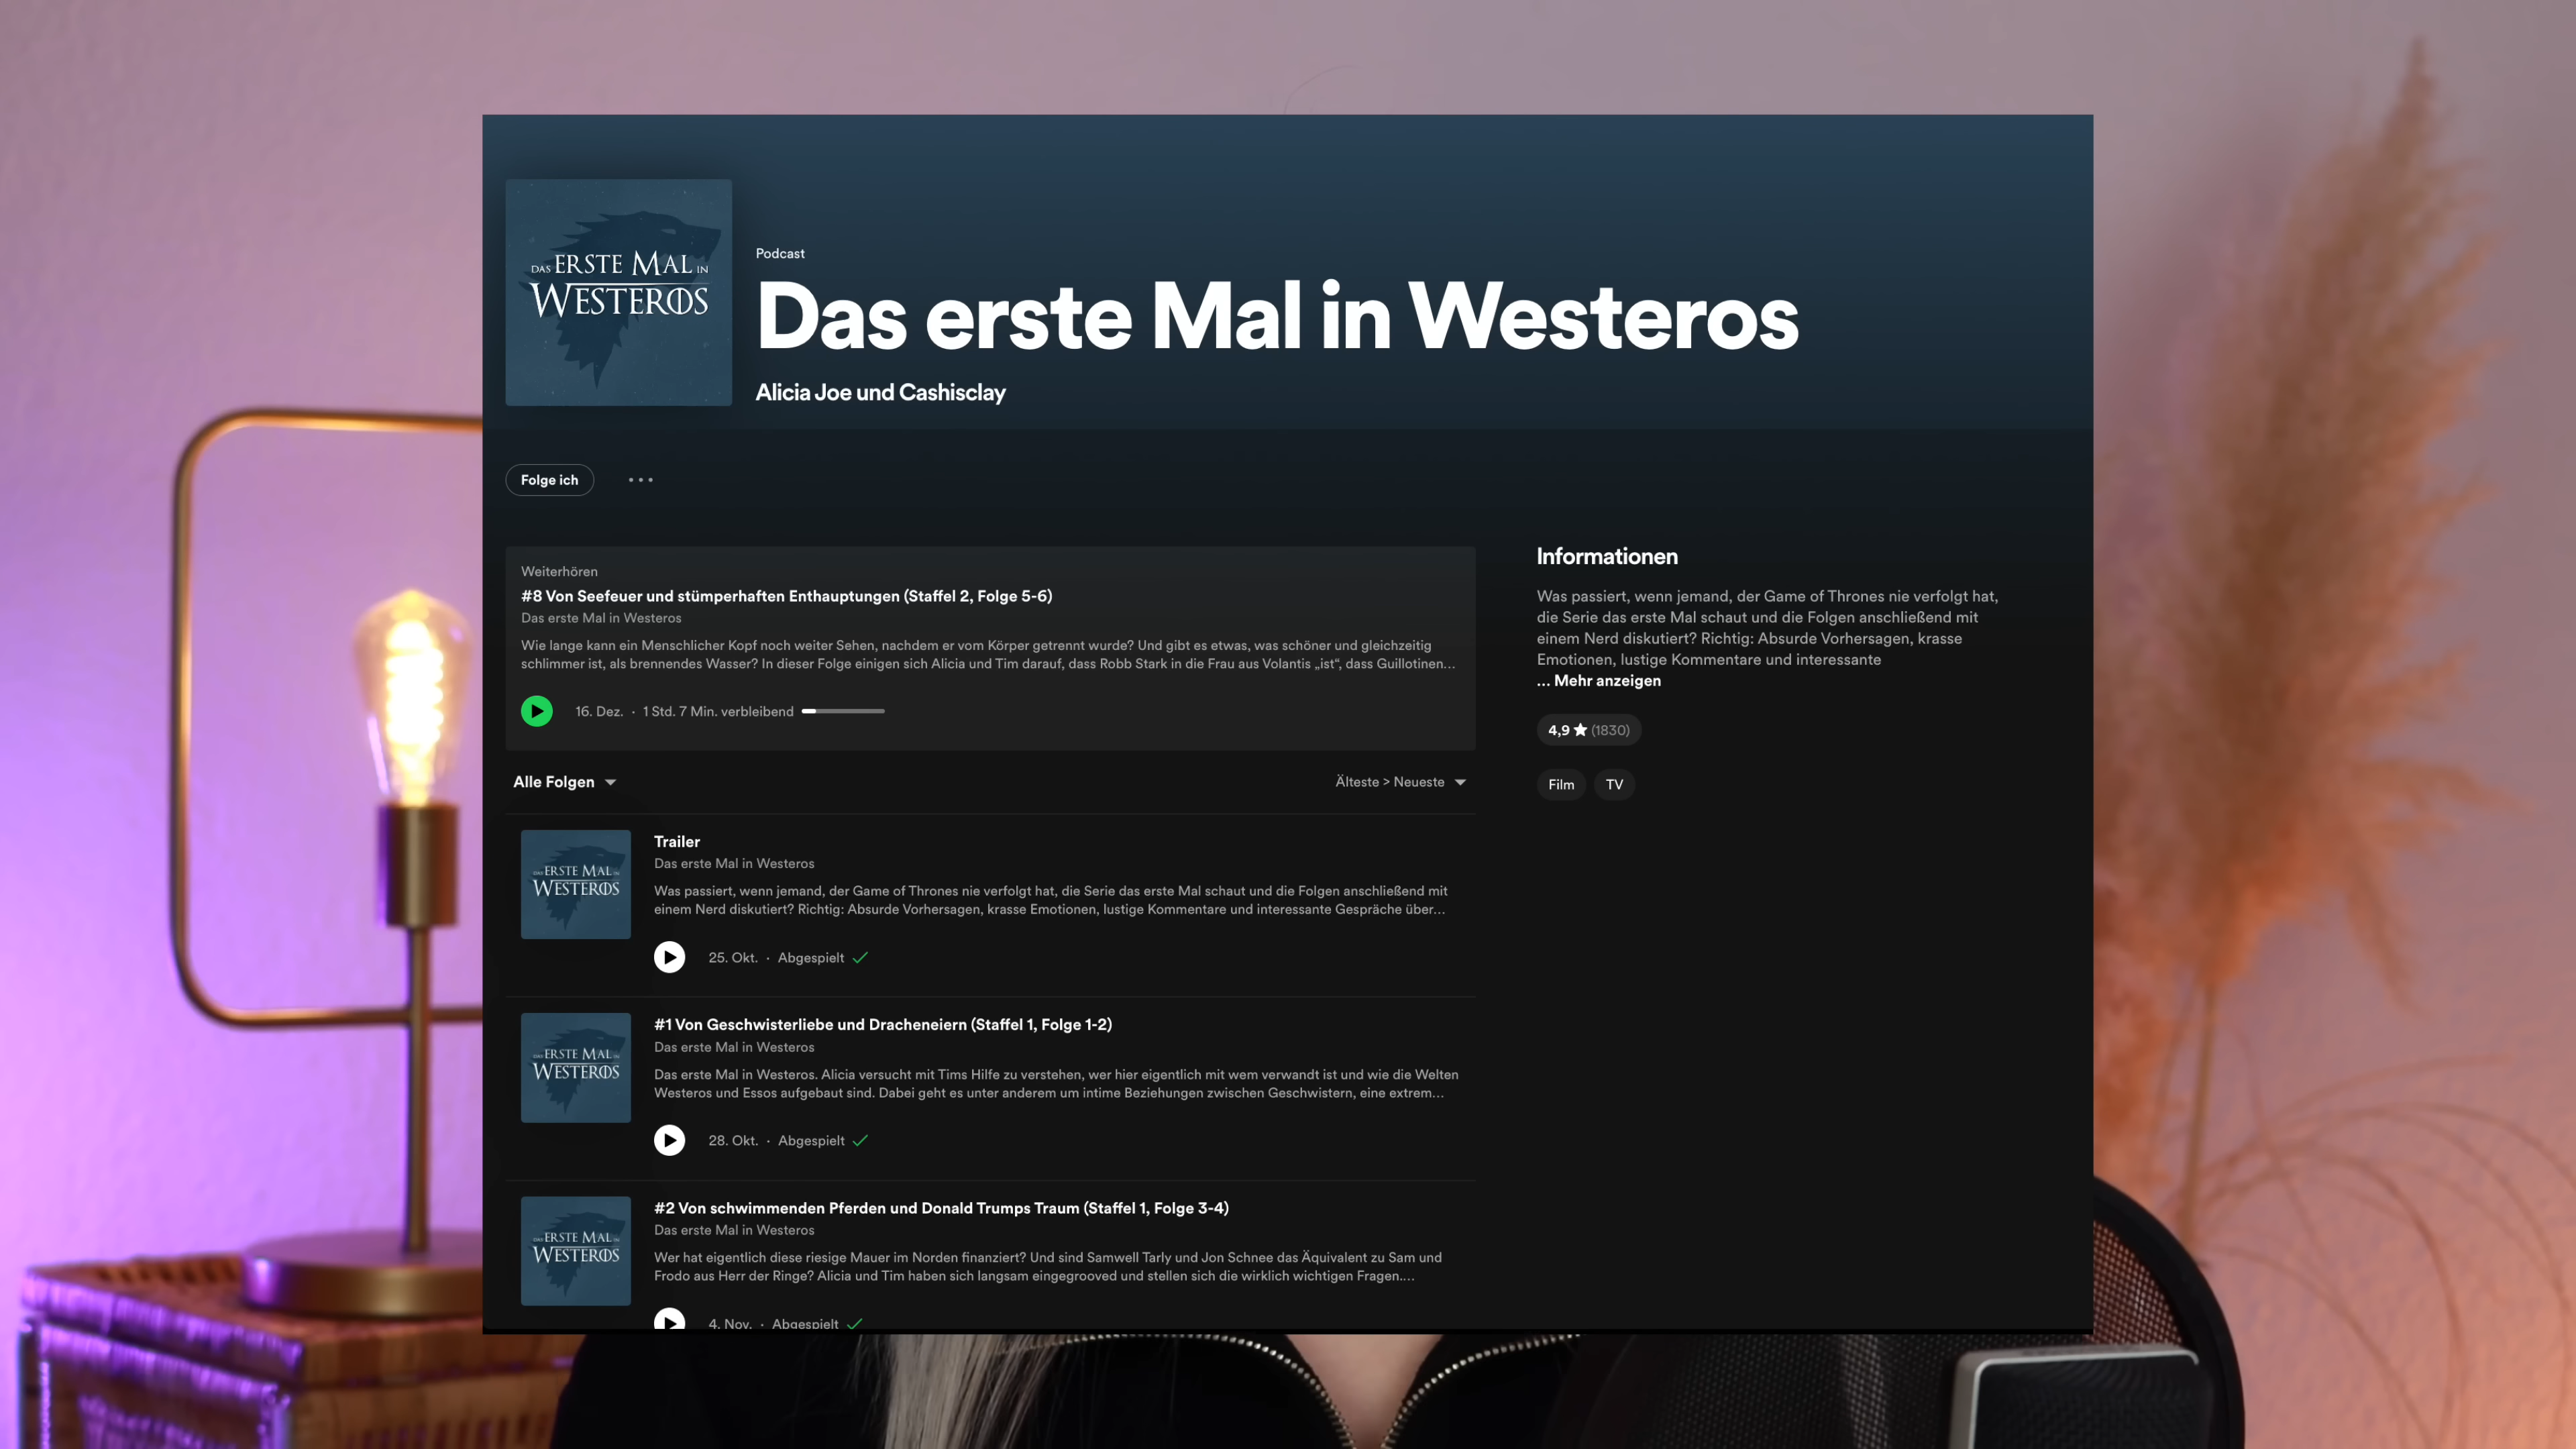 DAS ERSTE MAL IN
WESTEROS
Podcast
Das erste Mal in Westeros
Alicia Joe und Cashisclay
Folge ich
Weiterhören
#8 Von Seefeuer und stümperhaften Enthauptungen (Staffel 2, Folge 5-6)
Das erste Mal in Westeros
Wie lange kann ein Menschlicher Kopf noch weiter Sehen, nachdem er vom Körper getrennt wurde? Und gibt es etwas, was schöner und gleichzeitig
schlimmer ist, als brennendes Wasser? In dieser Folge einigen sich Alicia und Tim darauf, dass Robb Stark in die Frau aus Volantis „ist“, dass Guillotinen...
16. Dez. · 1 Std. 7 Min. verbleibend
Alle Folgen
Älteste > Neueste
ERSTE MAL
WESTEROS
Trailer
Das erste Mal in Westeros
Was passiert, wenn jemand, der Game of Thrones nie verfolgt hat, die Serie das erste Mal schaut und die Folgen anschließend mit
einem Nerd diskutiert? Richtig: Absurde Vorhersagen, krasse Emotionen, lustige Kommentare und interessante Gespräche über...
25. Okt. · Abgespielt
ERSTE MAL
WESTEROS
#1 Von Geschwisterliebe und Dracheneiern (Staffel 1, Folge 1-2)
Das erste Mal in Westeros
Das erste Mal in Westeros. Alicia versucht mit Tims Hilfe zu verstehen, wer hier eigentlich mit wem verwandt ist und wie die Welten
Westeros und Essos aufgebaut sind. Dabei geht es unter anderem um intime Beziehungen zwischen Geschwistern, eine extrem...
28. Okt. · Abgespielt
ERSTE MAL
WESTEROS
#2 Von schwimmenden Pferden und Donald Trumps Traum (Staffel 1, Folge 3-4)
Das erste Mal in Westeros
Wer hat eigentlich diese riesige Mauer im Norden finanziert? Und sind Samwell Tarly und Jon Schnee das Äquivalent zu Sam und
Frodo aus Herr der Ringe? Alicia und Tim haben sich langsam eingegrooved und stellen sich die wirklich wichtigen Fragen....
4. Nov. · Abgespielt
Informationen
Was passiert, wenn jemand, der Game of Thrones nie verfolgt hat,
die Serie das erste Mal schaut und die Folgen anschließend mit
einem Nerd diskutiert? Richtig: Absurde Vorhersagen, krasse
Emotionen, lustige Kommentare und interessante
... Mehr anzeigen
4,9 ★ (1830)
Film TV